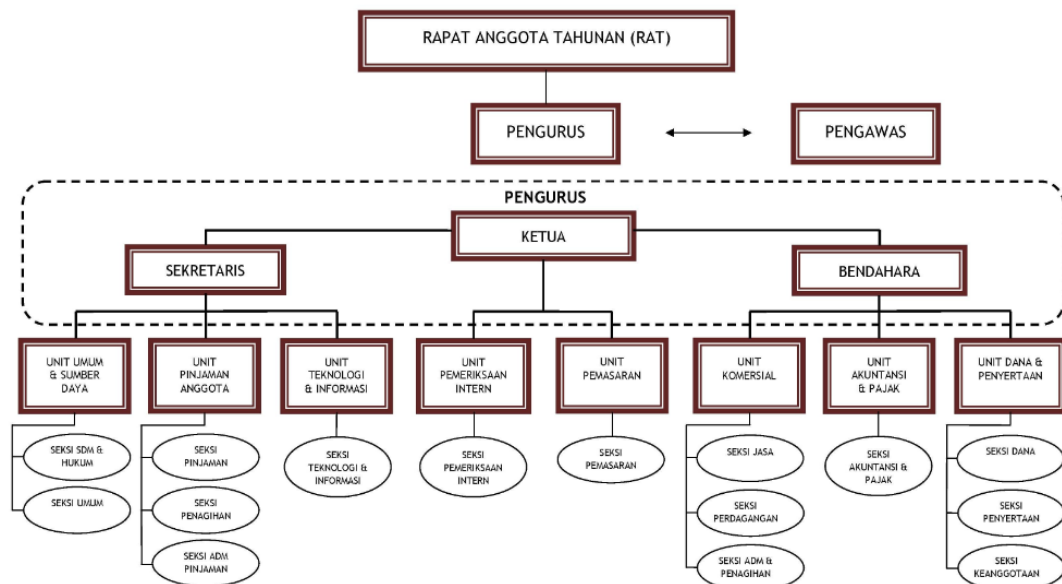 RAPAT ANGGOTA TAHUNAN (RAT)
PENGURUS
PENGAWAS
PENGURUS
KETUA
SEKRETARIS
BENDAHARA
UNIT UMUM
& SUMBER
DAYA
UNIT
PINJAMAN
ANGGOTA
UNIT
TEKNOLOGI
& INFORMASI
UNIT
PEMERIKSAAN
INTERN
UNIT
PEMASARAN
UNIT
KOMERSIAL
UNIT
AKUNTANSI
& PAJAK
UNIT DANA &
PENYERTAAN
SEKSI SDM &
HUKUM
SEKSI UMUM
SEKSI
PINJAMAN
SEKSI
PENAGIHAN
SEKSI ADM
PINJAMAN
SEKSI
TEKNOLOGI &
INFORMASI
SEKSI
PEMERIKSAAN
INTERN
SEKSI
PEMASARAN
SEKSI JASA
SEKSI
PERDAGANGAN
SEKSI ADM &
PENAGIHAN
SEKSI
AKUNTANSI &
PAJAK
SEKSI DANA
SEKSI
PENYERTAAN
SEKSI
KEANGGOTAAN